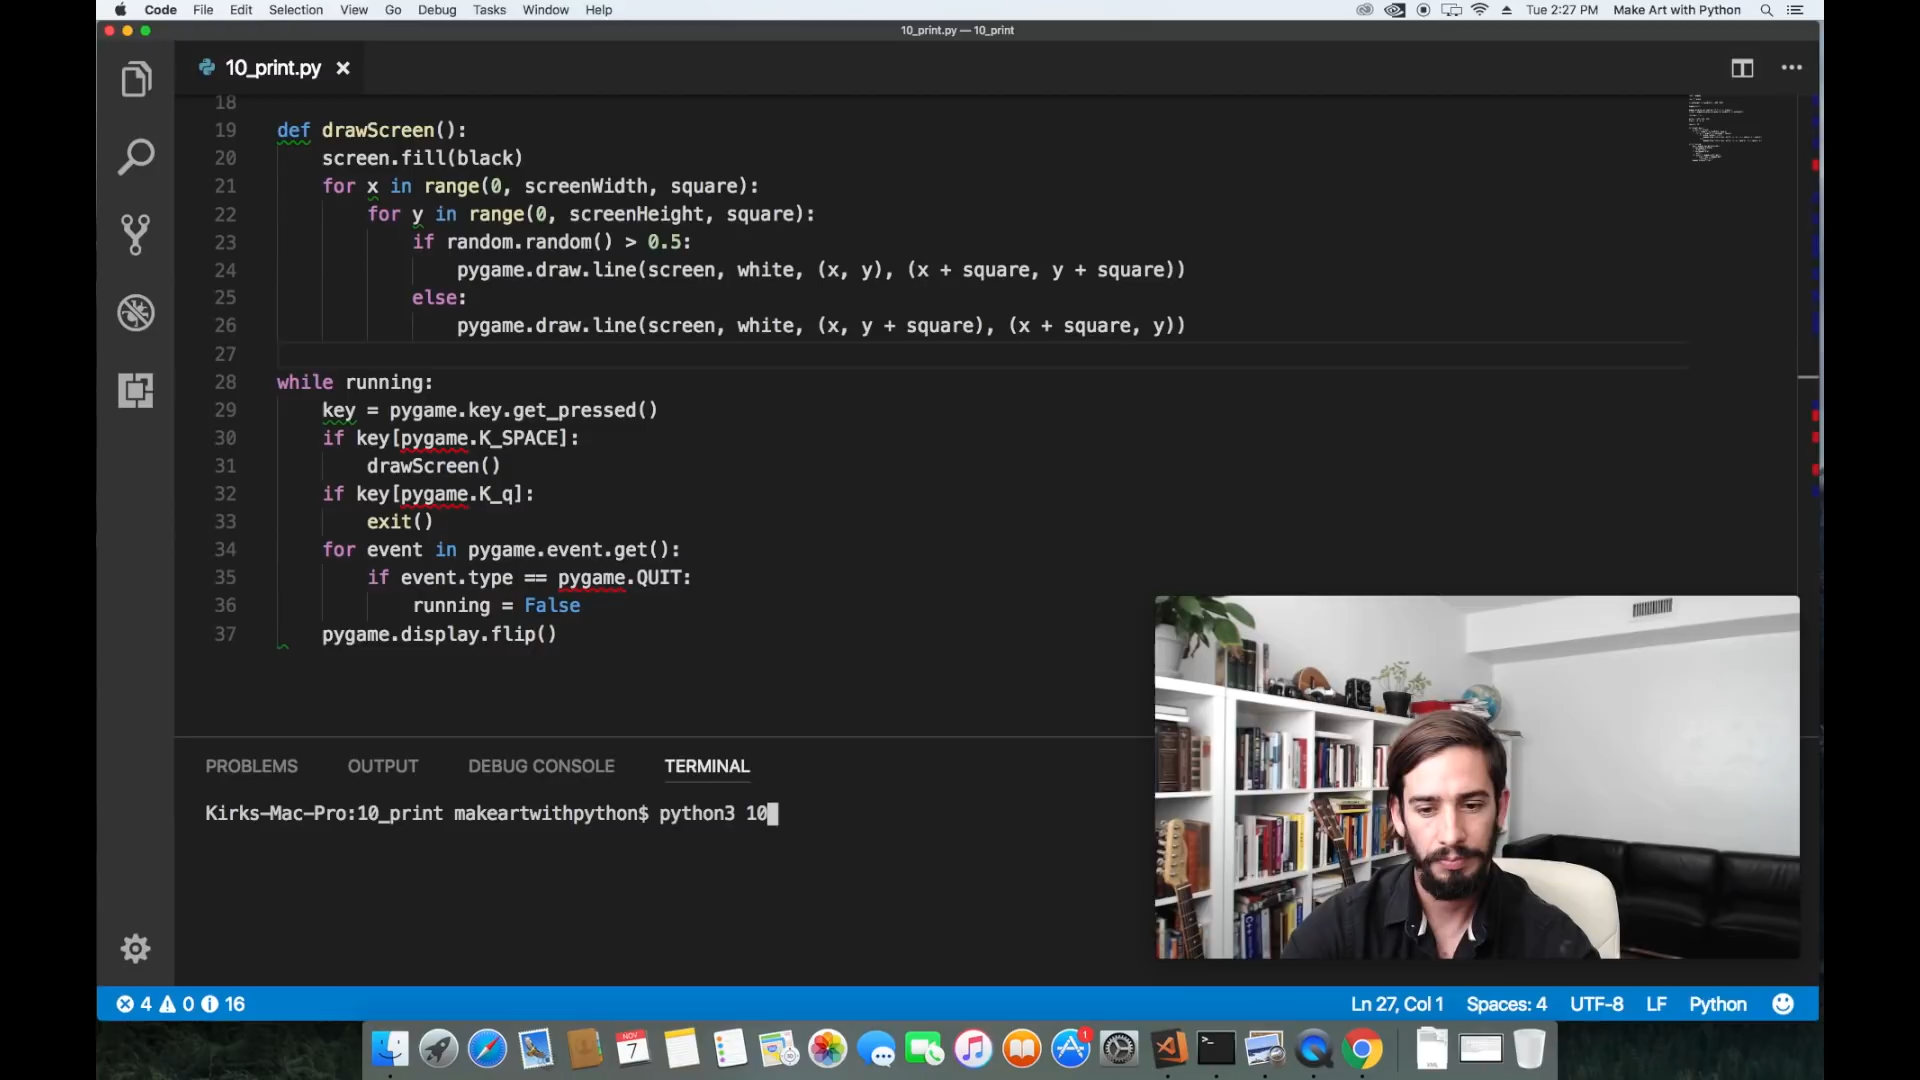 Code File Edit Selection View Go Debug Tasks Window Help Tue 2:27 PM Make Art with Python
10_print.py — 10_print
10_print.py
18
19 def drawScreen():
20 screen.fill(black)
21 for x in range(0, screenWidth, square):
22 for y in range(0, screenHeight, square):
23 if random.random() > 0.5:
24 pygame.draw.line(screen, white, (x, y), (x + square, y + square))
25 else:
26 pygame.draw.line(screen, white, (x, y + square), (x + square, y))
27
28 while running:
29 key = pygame.key.get_pressed()
30 if key[pygame.K_SPACE]:
31 drawScreen()
32 if key[pygame.K_q]:
33 exit()
34 for event in pygame.event.get():
35 if event.type == pygame.QUIT:
36 running = False
37 pygame.display.flip()
PROBLEMS OUTPUT DEBUG CONSOLE TERMINAL
Kirks-Mac-Pro:10_print makeartwithpython$ python3 10
4 0 16 Ln 27, Col 1 Spaces: 4 UTF-8 LF Python
NOV
7
1